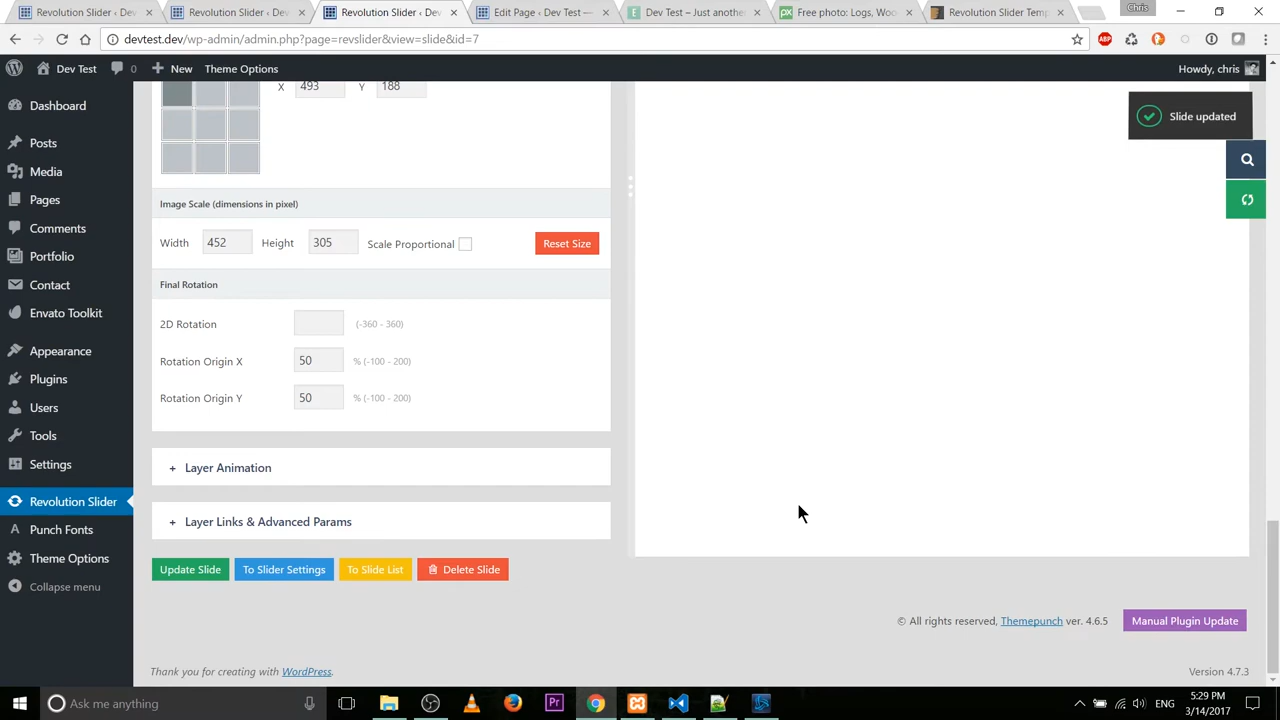 Chris
Revolution Slider ‹ Dev
Revolution Slider ‹ Dev
Revolution Slider ‹ Dev
Edit Page ‹ Dev Test —
Dev Test – Just anothe
Free photo: Logs, Woo
Revolution Slider Temp
devtest.dev/wp-admin/admin.php?page=revslider&view=slide&id=7
Dev Test
0
New
Theme Options
Howdy, chris
Dashboard
Posts
Media
Pages
Comments
Portfolio
Contact
Envato Toolkit
Appearance
Plugins
Users
Tools
Settings
Revolution Slider
Punch Fonts
Theme Options
Collapse menu
X 493 Y 188
Slide updated
Image Scale (dimensions in pixel)
Width 452 Height 305 Scale Proportional Reset Size
Final Rotation
2D Rotation (-360 - 360)
Rotation Origin X 50 % (-100 - 200)
Rotation Origin Y 50 % (-100 - 200)
+ Layer Animation
+ Layer Links & Advanced Params
Update Slide To Slider Settings To Slide List Delete Slide
© All rights reserved, Themepunch ver. 4.6.5 Manual Plugin Update
Thank you for creating with WordPress.
Version 4.7.3
Ask me anything
ENG
5:29 PM
3/14/2017